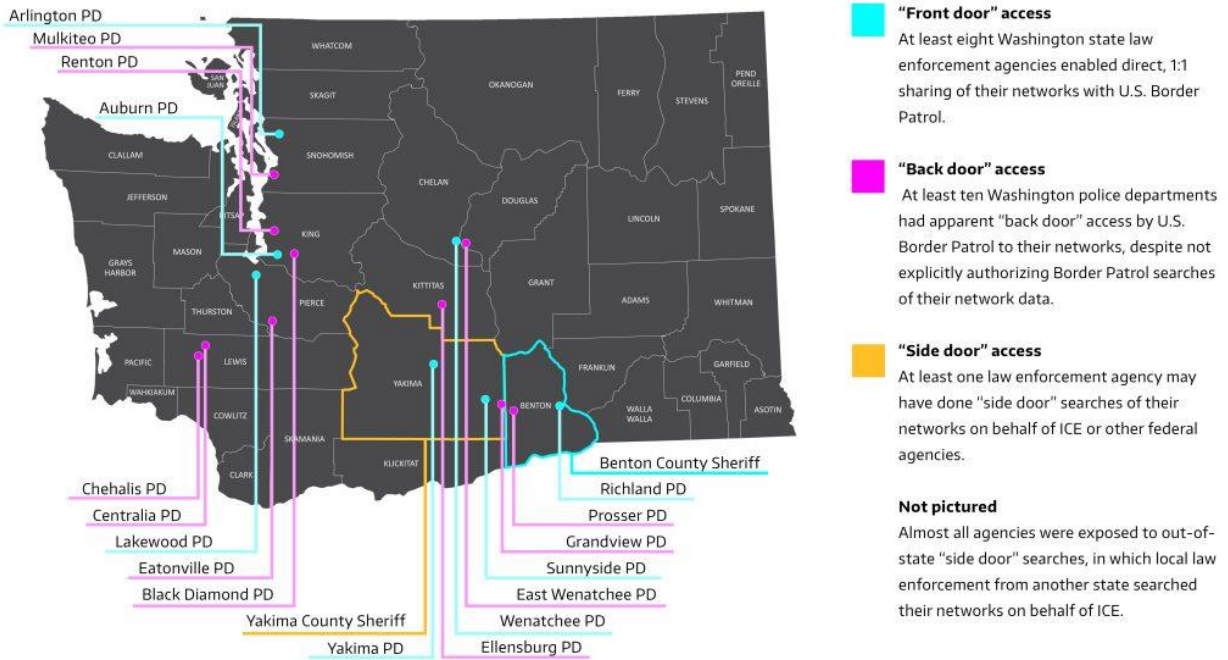 Arlington PD
Mulkiteo PD
Renton PD
Auburn PD
WHATCOM
SAN
JUAN
SKAGIT
SNOHOMISH
CLALLAM
JEFFERSON
KITSAP
KING
MASON
GRAYS
HARBOR
PIERCE
THURSTON
PACIFIC
LEWIS
WAHKIAKUM
COWLITZ
SKAMANIA
CLARK
OKANOGAN
FERRY
STEVENS
PEND
OREILLE
CHELAN
DOUGLAS
LINCOLN
SPOKANE
KITTITAS
GRANT
ADAMS
WHITMAN
YAKIMA
FRANKLIN
GARFIELD
BENTON
WALLA
WALLA
COLUMBIA
ASOTIN
KLICKITAT
Chehalis PD
Centralia PD
Lakewood PD
Eatonville PD
Black Diamond PD
Yakima County Sheriff
Yakima PD
Benton County Sheriff
Richland PD
Prosser PD
Grandview PD
Sunnyside PD
East Wenatchee PD
Wenatchee PD
Ellensburg PD
“Front door” access
At least eight Washington state law
enforcement agencies enabled direct, 1:1
sharing of their networks with U.S. Border
Patrol.
“Back door” access
At least ten Washington police departments
had apparent “back door” access by U.S.
Border Patrol to their networks, despite not
explicitly authorizing Border Patrol searches
of their network data.
“Side door” access
At least one law enforcement agency may
have done “side door” searches of their
networks on behalf of ICE or other federal
agencies.
Not pictured
Almost all agencies were exposed to out-of-
state “side door” searches, in which local law
enforcement from another state searched
their networks on behalf of ICE.